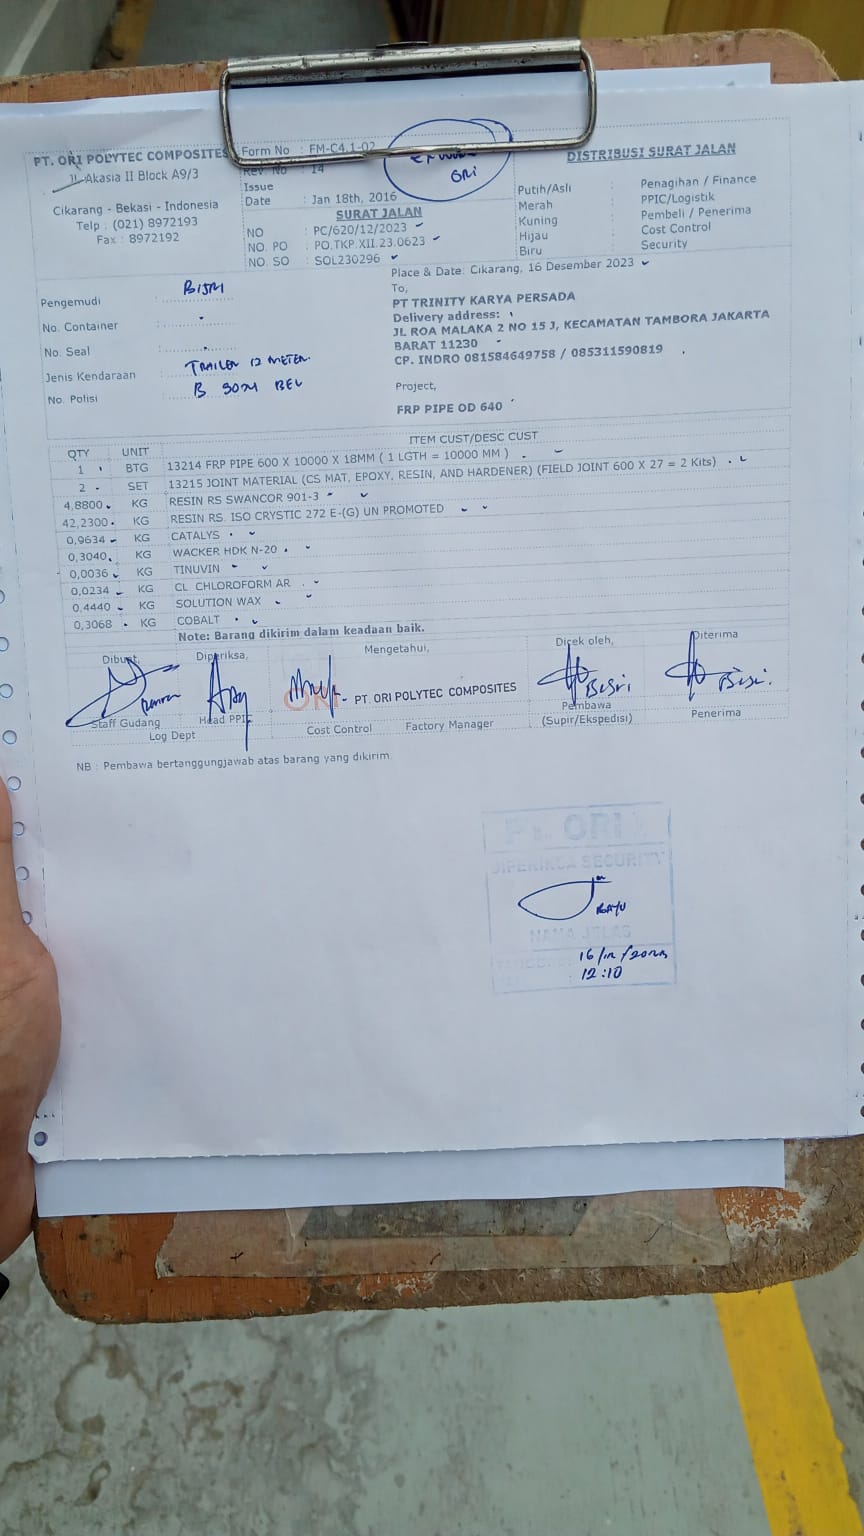 PT. ORI POLYTEC COMPOSITES
JL. Akasia II Block A9/3
Cikarang - Bekasi - Indonesia
Telp : (021) 8972193
Fax : 8972192
Form No : FM-C4.1-02
Rev. No : 14
Issue
Date : Jan 18th, 2016
SURAT JALAN
NO : PC/620/12/2023
NO. PO : PO.TKP.XII.23.0623
NO. SO : SOL230296
ORI
DISTRIBUSI SURAT JALAN
Putih/Asli : Penagihan / Finance
Merah : PPIC/Logistik
Kuning : Pembeli / Penerima
Hijau : Cost Control
Biru : Security
Pengemudi :
No. Container :
No. Seal :
Jenis Kendaraan : TRAILER 12 METER.
No. Polisi :
Place & Date: Cikarang, 16 Desember 2023
To,
PT TRINITY KARYA PERSADA
Delivery address:
JL ROA MALAKA 2 NO 15 J, KECAMATAN TAMBORA JAKARTA
BARAT 11230
CP. INDRO 081584649758 / 085311590819
Project,
FRP PIPE OD 640
QTY UNIT ITEM CUST/DESC CUST
1 BTG 13214 FRP PIPE 600 X 10000 X 18MM ( 1 LGTH = 10000 MM )
2 SET 13215 JOINT MATERIAL (CS MAT, EPOXY, RESIN, AND HARDENER) (FIELD JOINT 600 X 27 = 2 Kits)
4,8800 KG RESIN RS SWANCOR 901-3
42,2300 KG RESIN RS. ISO CRYSTIC 272 E-(G) UN PROMOTED
0,9634 KG CATALYS
0,3040 KG WACKER HDK N-20
0,0036 KG TINUVIN
0,0234 KG CL. CHLOROFORM AR
0,4440 KG SOLUTION WAX
0,3068 KG COBALT
Note: Barang dikirim dalam keadaan baik.
Dibuat, Diperiksa, Mengetahui, Dicek oleh, Diterima
ORI PT. ORI POLYTEC COMPOSITES
Bisri
Staff Gudang Head PPIC Cost Control Factory Manager Pembawa Penerima
Log Dept (Supir/Ekspedisi)
NB : Pembawa bertanggungjawab atas barang yang dikirim.
PT. ORI
DIPERIKSA SECURITY
BAYU
NAMA JELAS
12:10